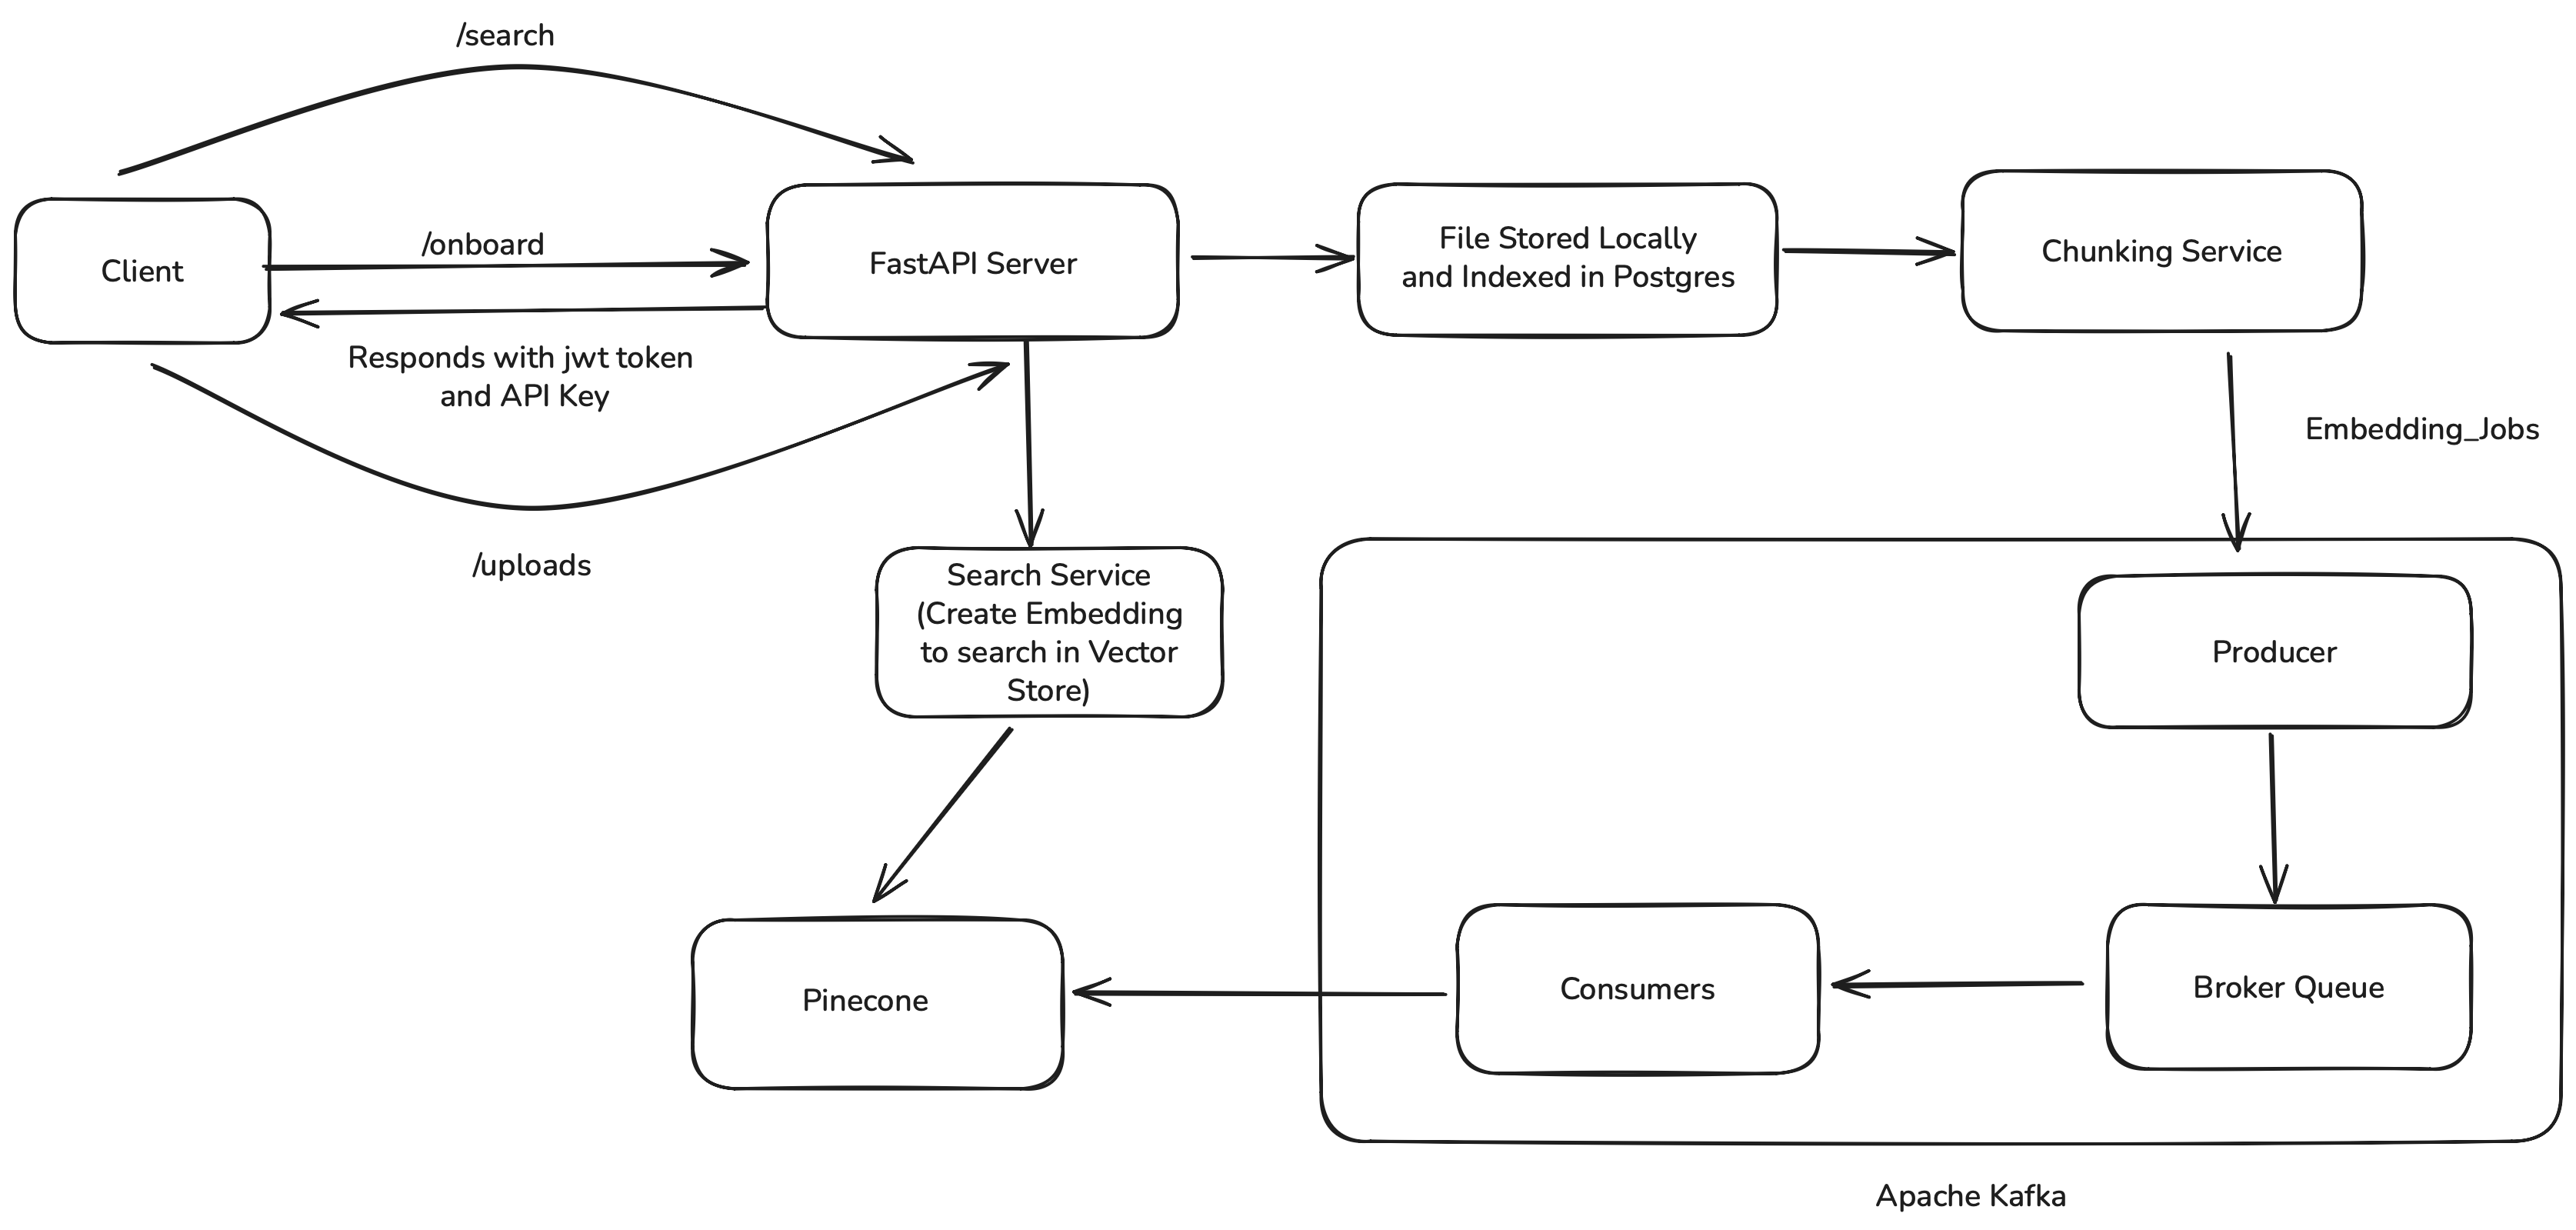 /search
Client
/onboard
Responds with jwt token
and API Key
/uploads
FastAPI Server
File Stored Locally
and Indexed in Postgres
Chunking Service
Embedding_Jobs
Search Service
(Create Embedding
to search in Vector
Store)
Producer
Pinecone
Consumers
Broker Queue
Apache Kafka